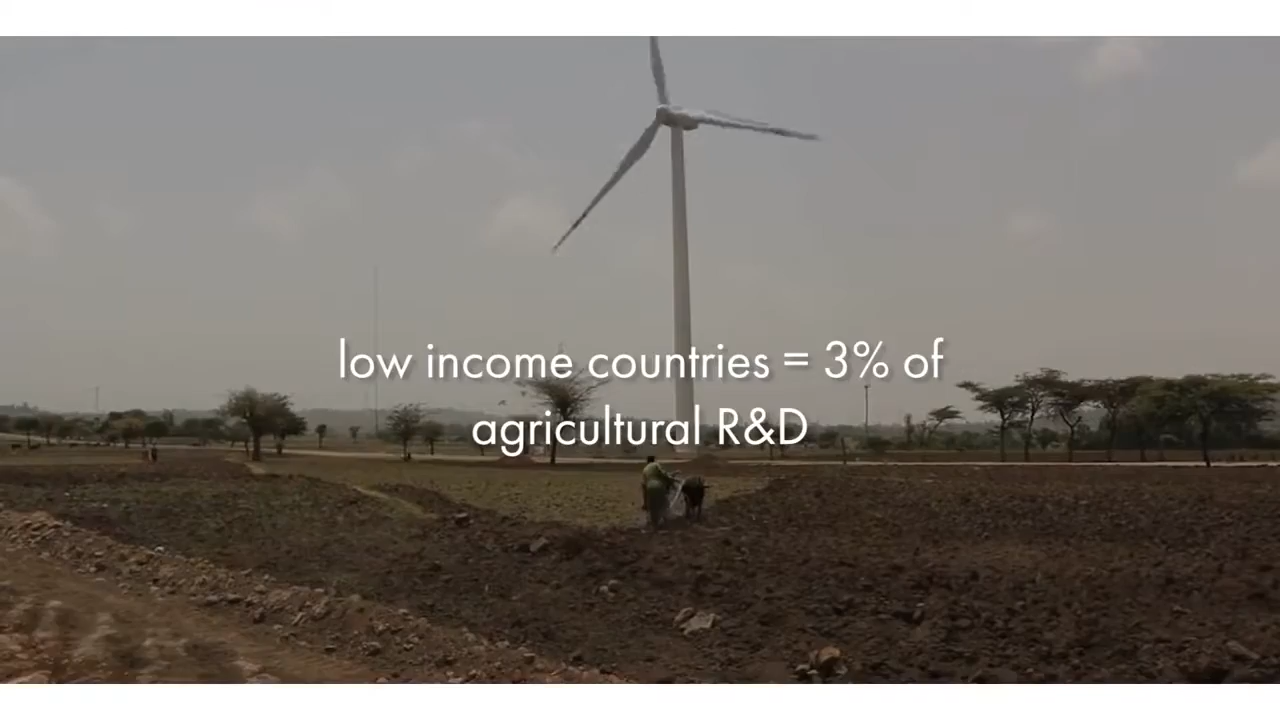 low income countries = 3% of
agricultural R&D